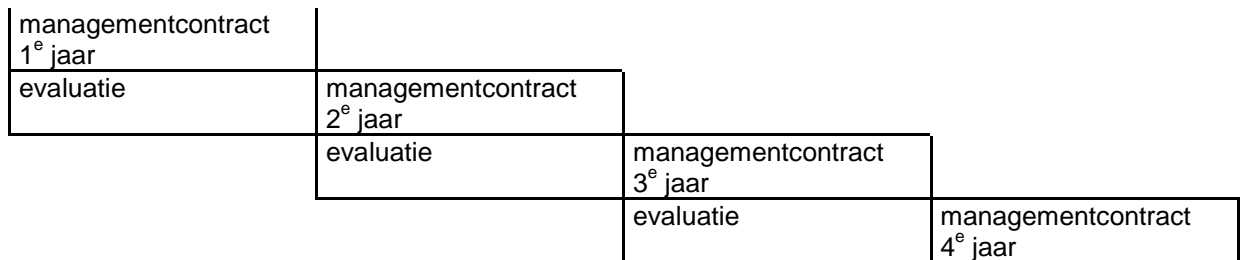 managementcontract
1e jaar
evaluatie
managementcontract
2e jaar
evaluatie
managementcontract
3e jaar
evaluatie
managementcontract
4e jaar